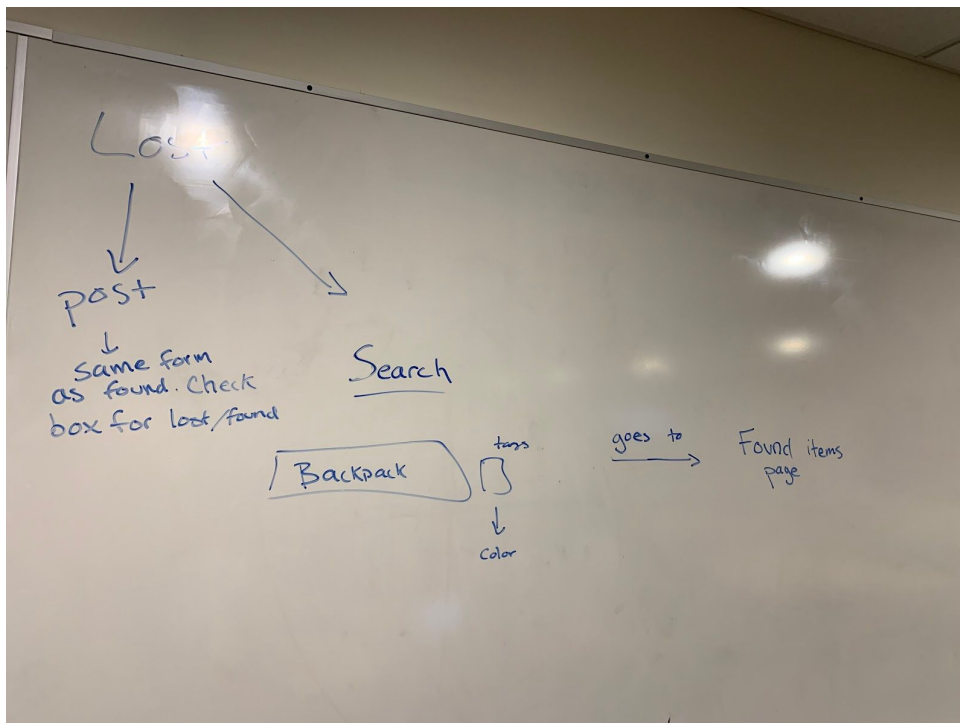 Lost
post
same form
as found. Check
box for lost/found
Search
Backpack
tags
color
goes to
Found items
page